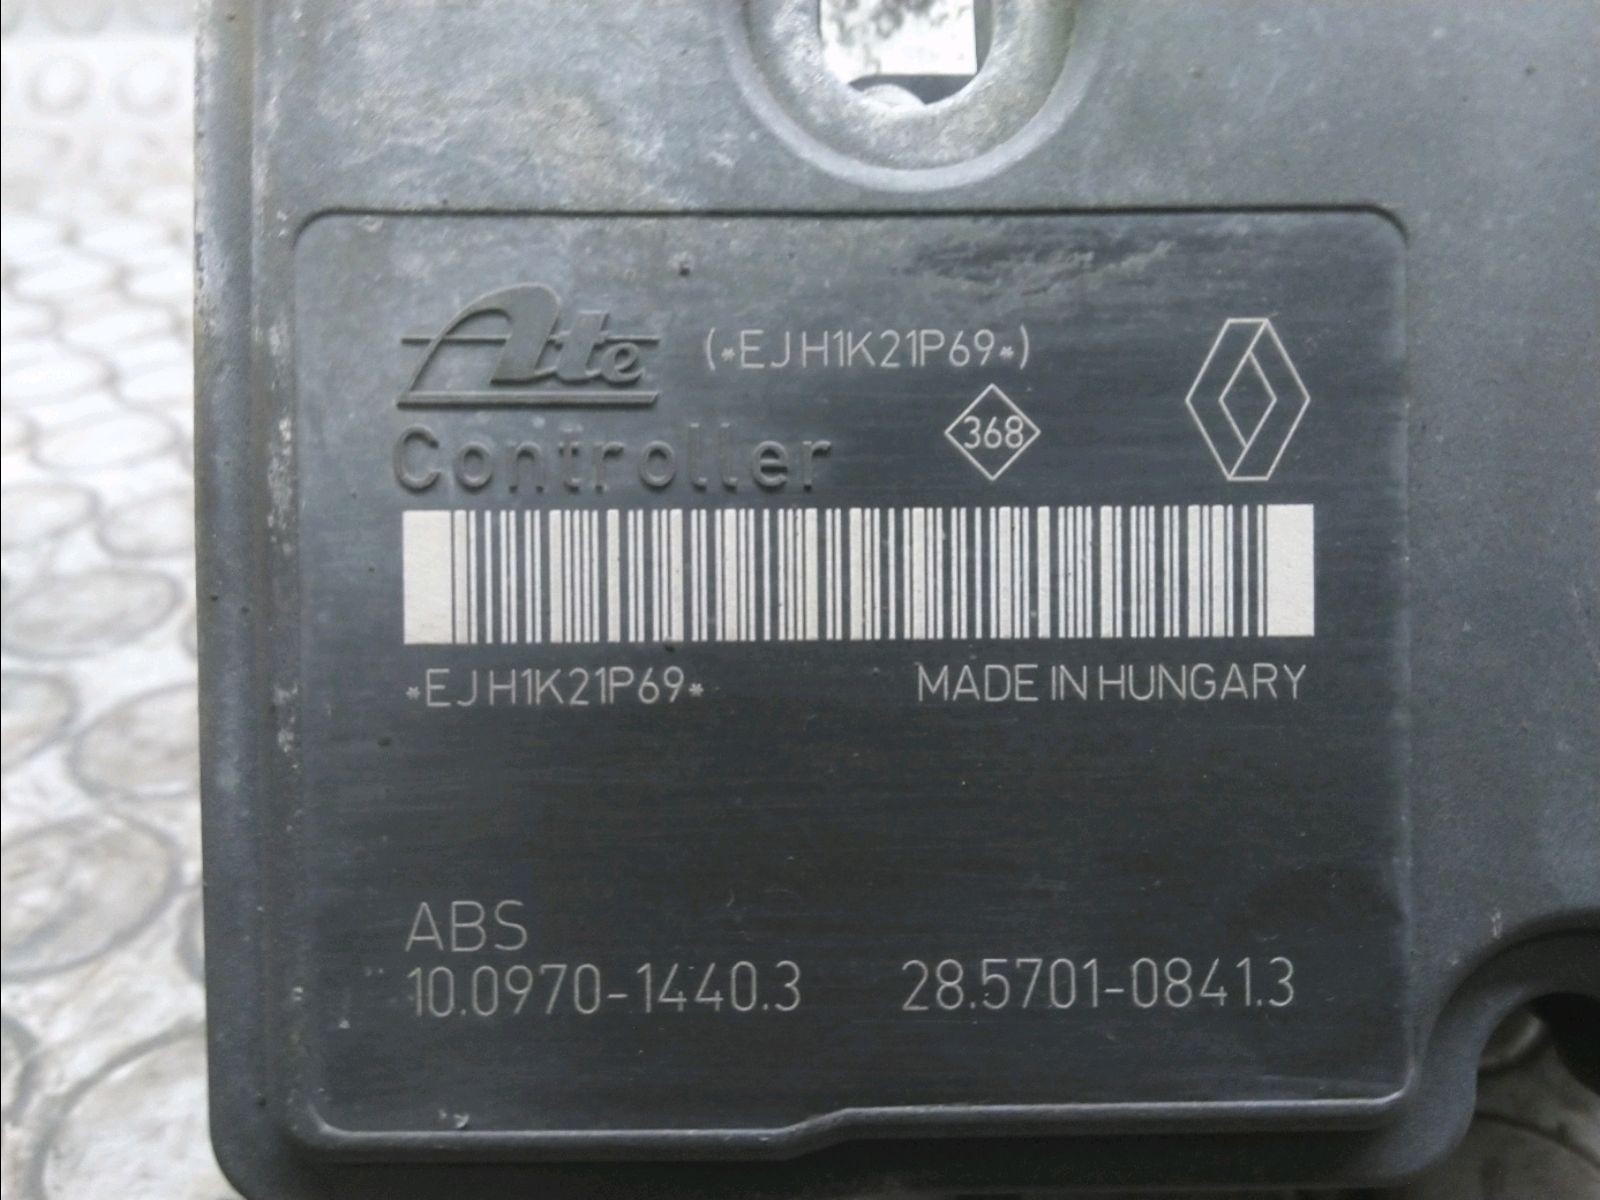 Ate (*EJH1K21P69*)
368
Controller
*EJH1K21P69* MADE IN HUNGARY
ABS
10.0970-1440.3 28.5701-0841.3